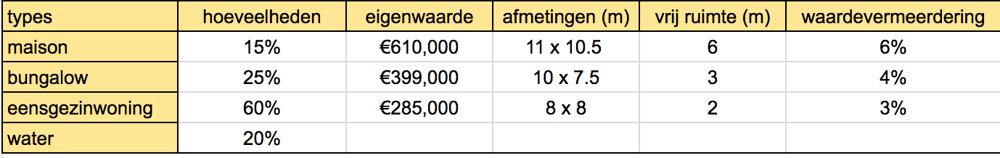 types hoeveelheden eigenwaarde afmetingen (m) vrij ruimte (m) waardevermeerdering
maison 15% €610,000 11 x 10.5 6 6%
bungalow 25% €399,000 10 x 7.5 3 4%
eensgezinwoning 60% €285,000 8 x 8 2 3%
water 20%